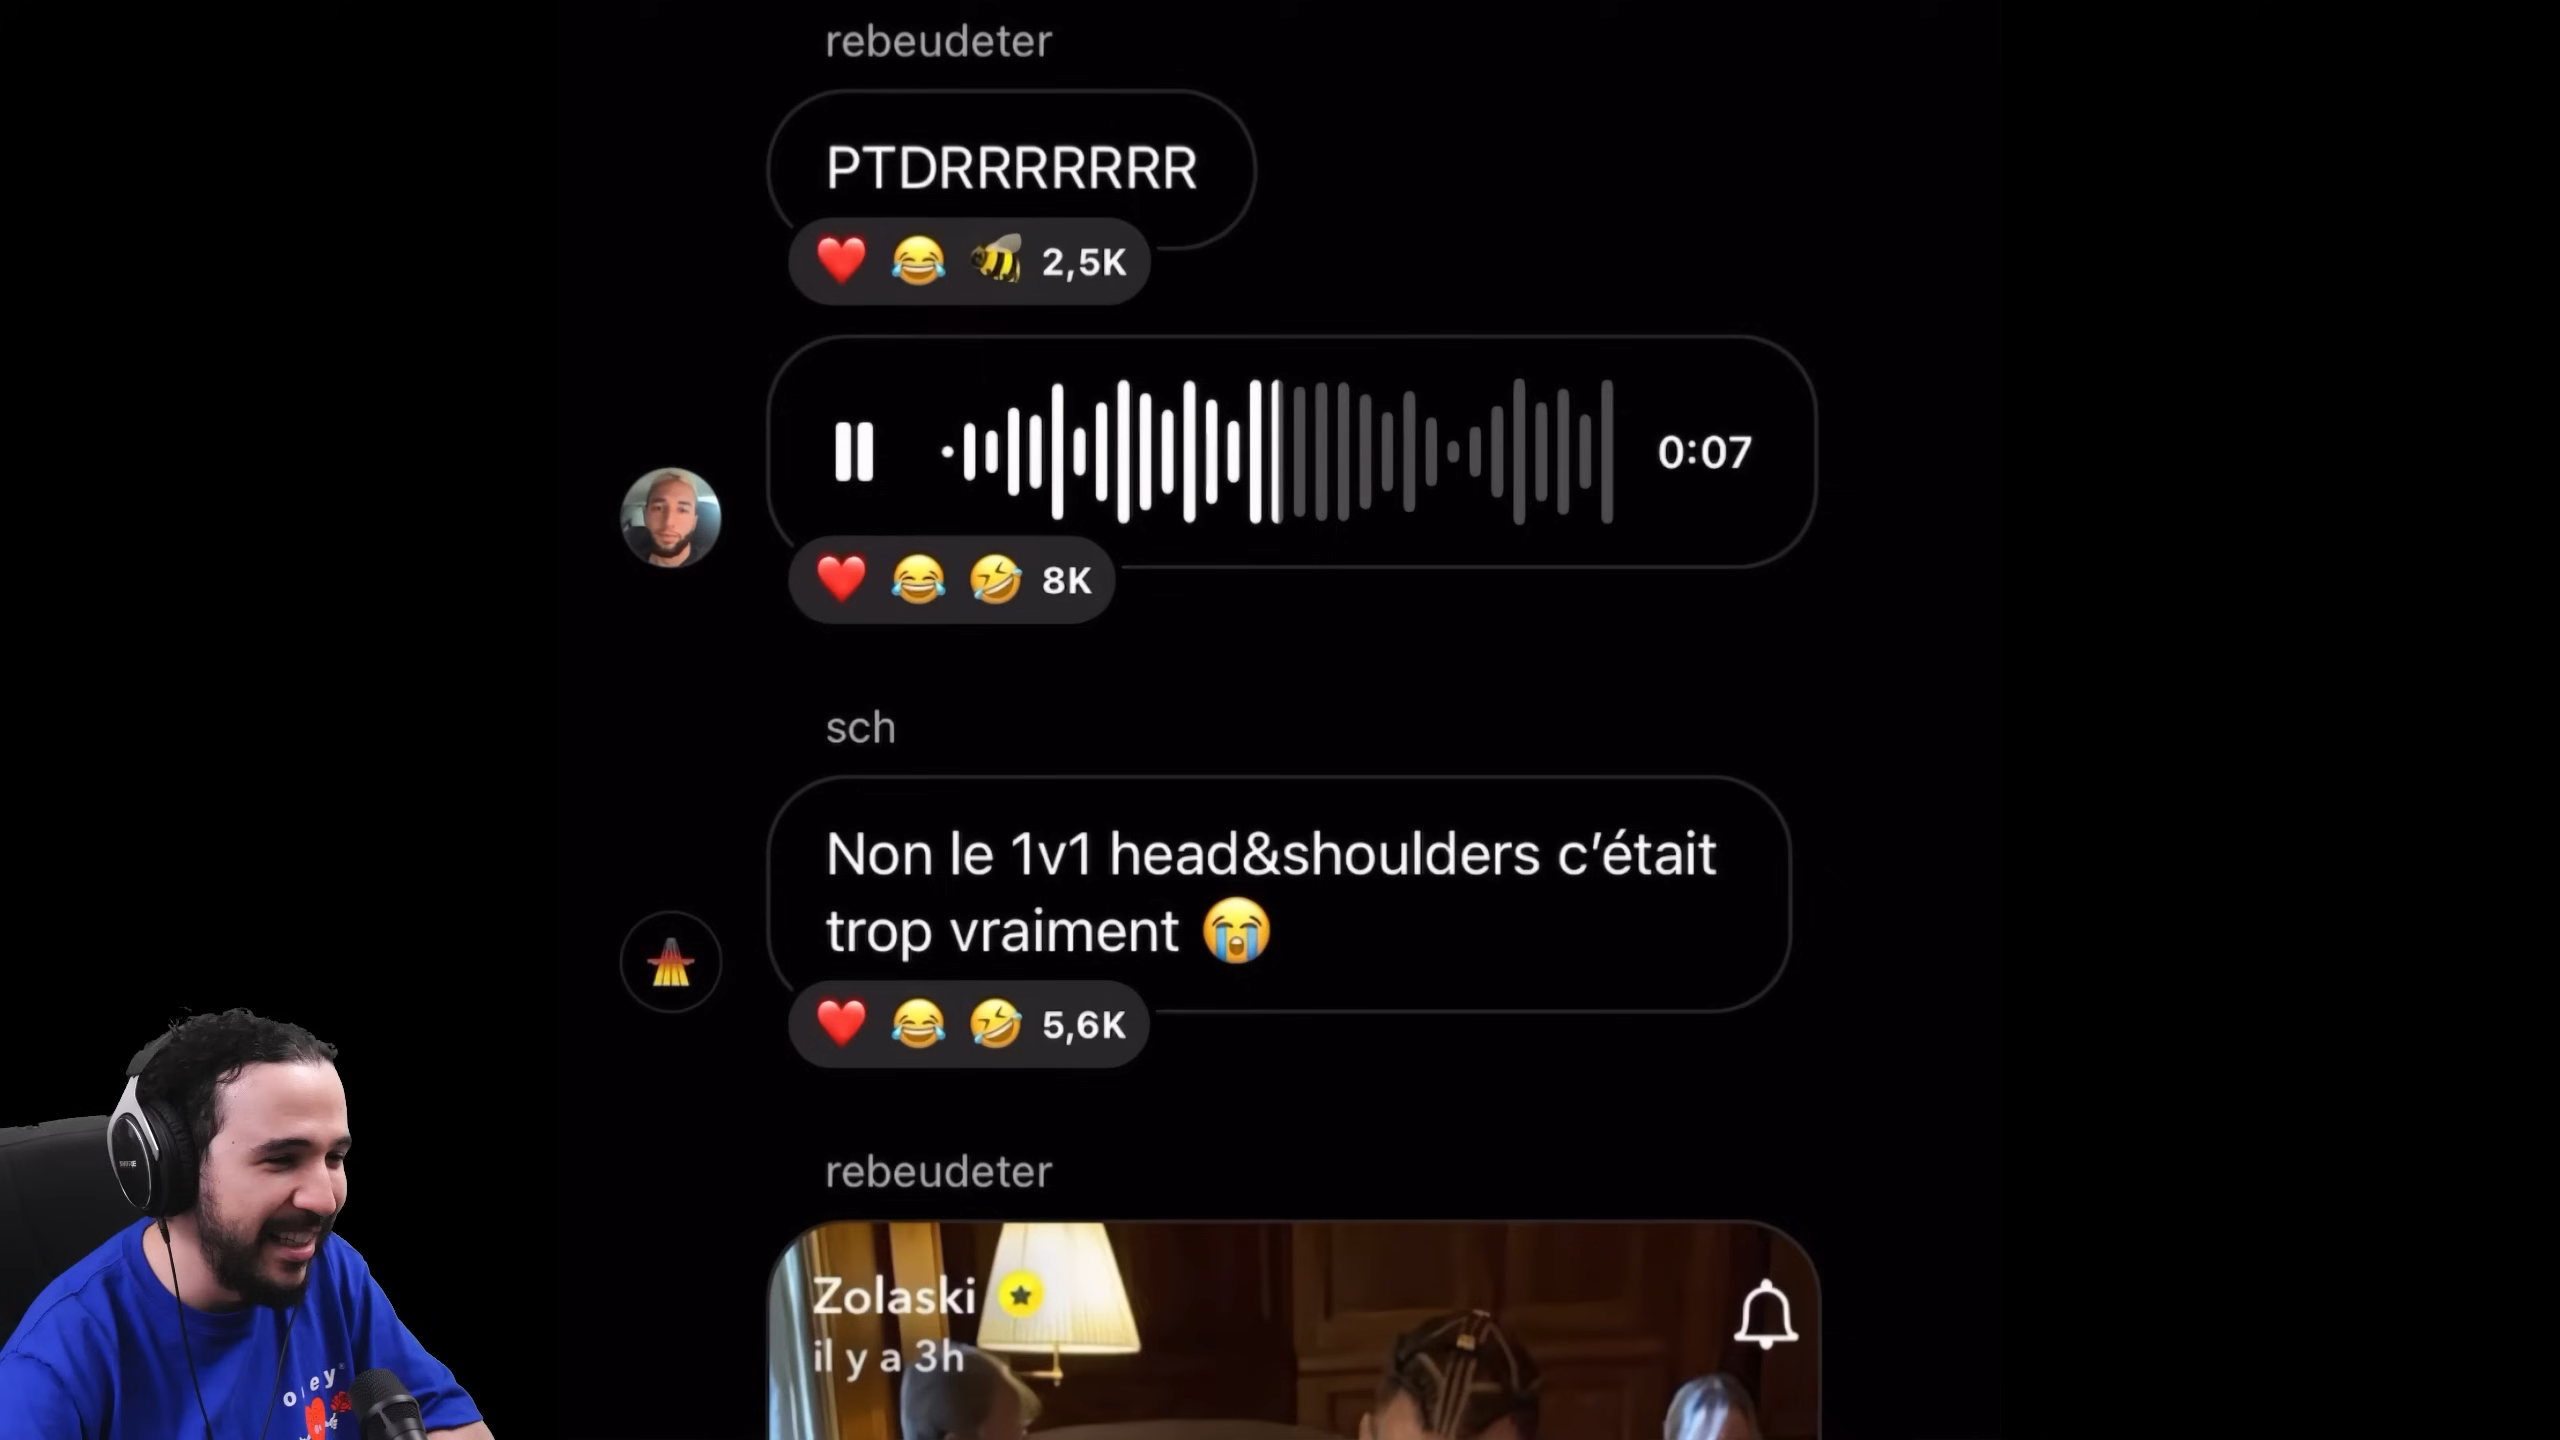 rebeudeter
PTDRRRRRRR
2,5K
0:07
8K
sch
Non le 1v1 head&shoulders c’était
trop vraiment
5,6K
rebeudeter
Zolaski
il y a 3h